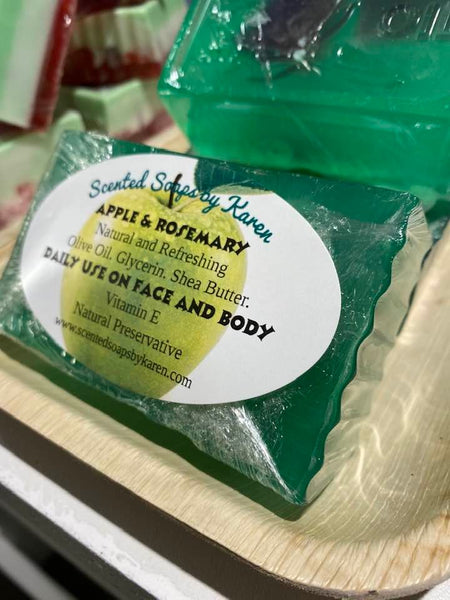 Scented Soaps by Karen
APPLE & ROSEMARY
Natural and Refreshing
Olive Oil. Glycerin. Shea Butter.
DAILY USE ON FACE AND BODY
Vitamin E
Natural Preservative
www.scentedsoapsbykaren.com